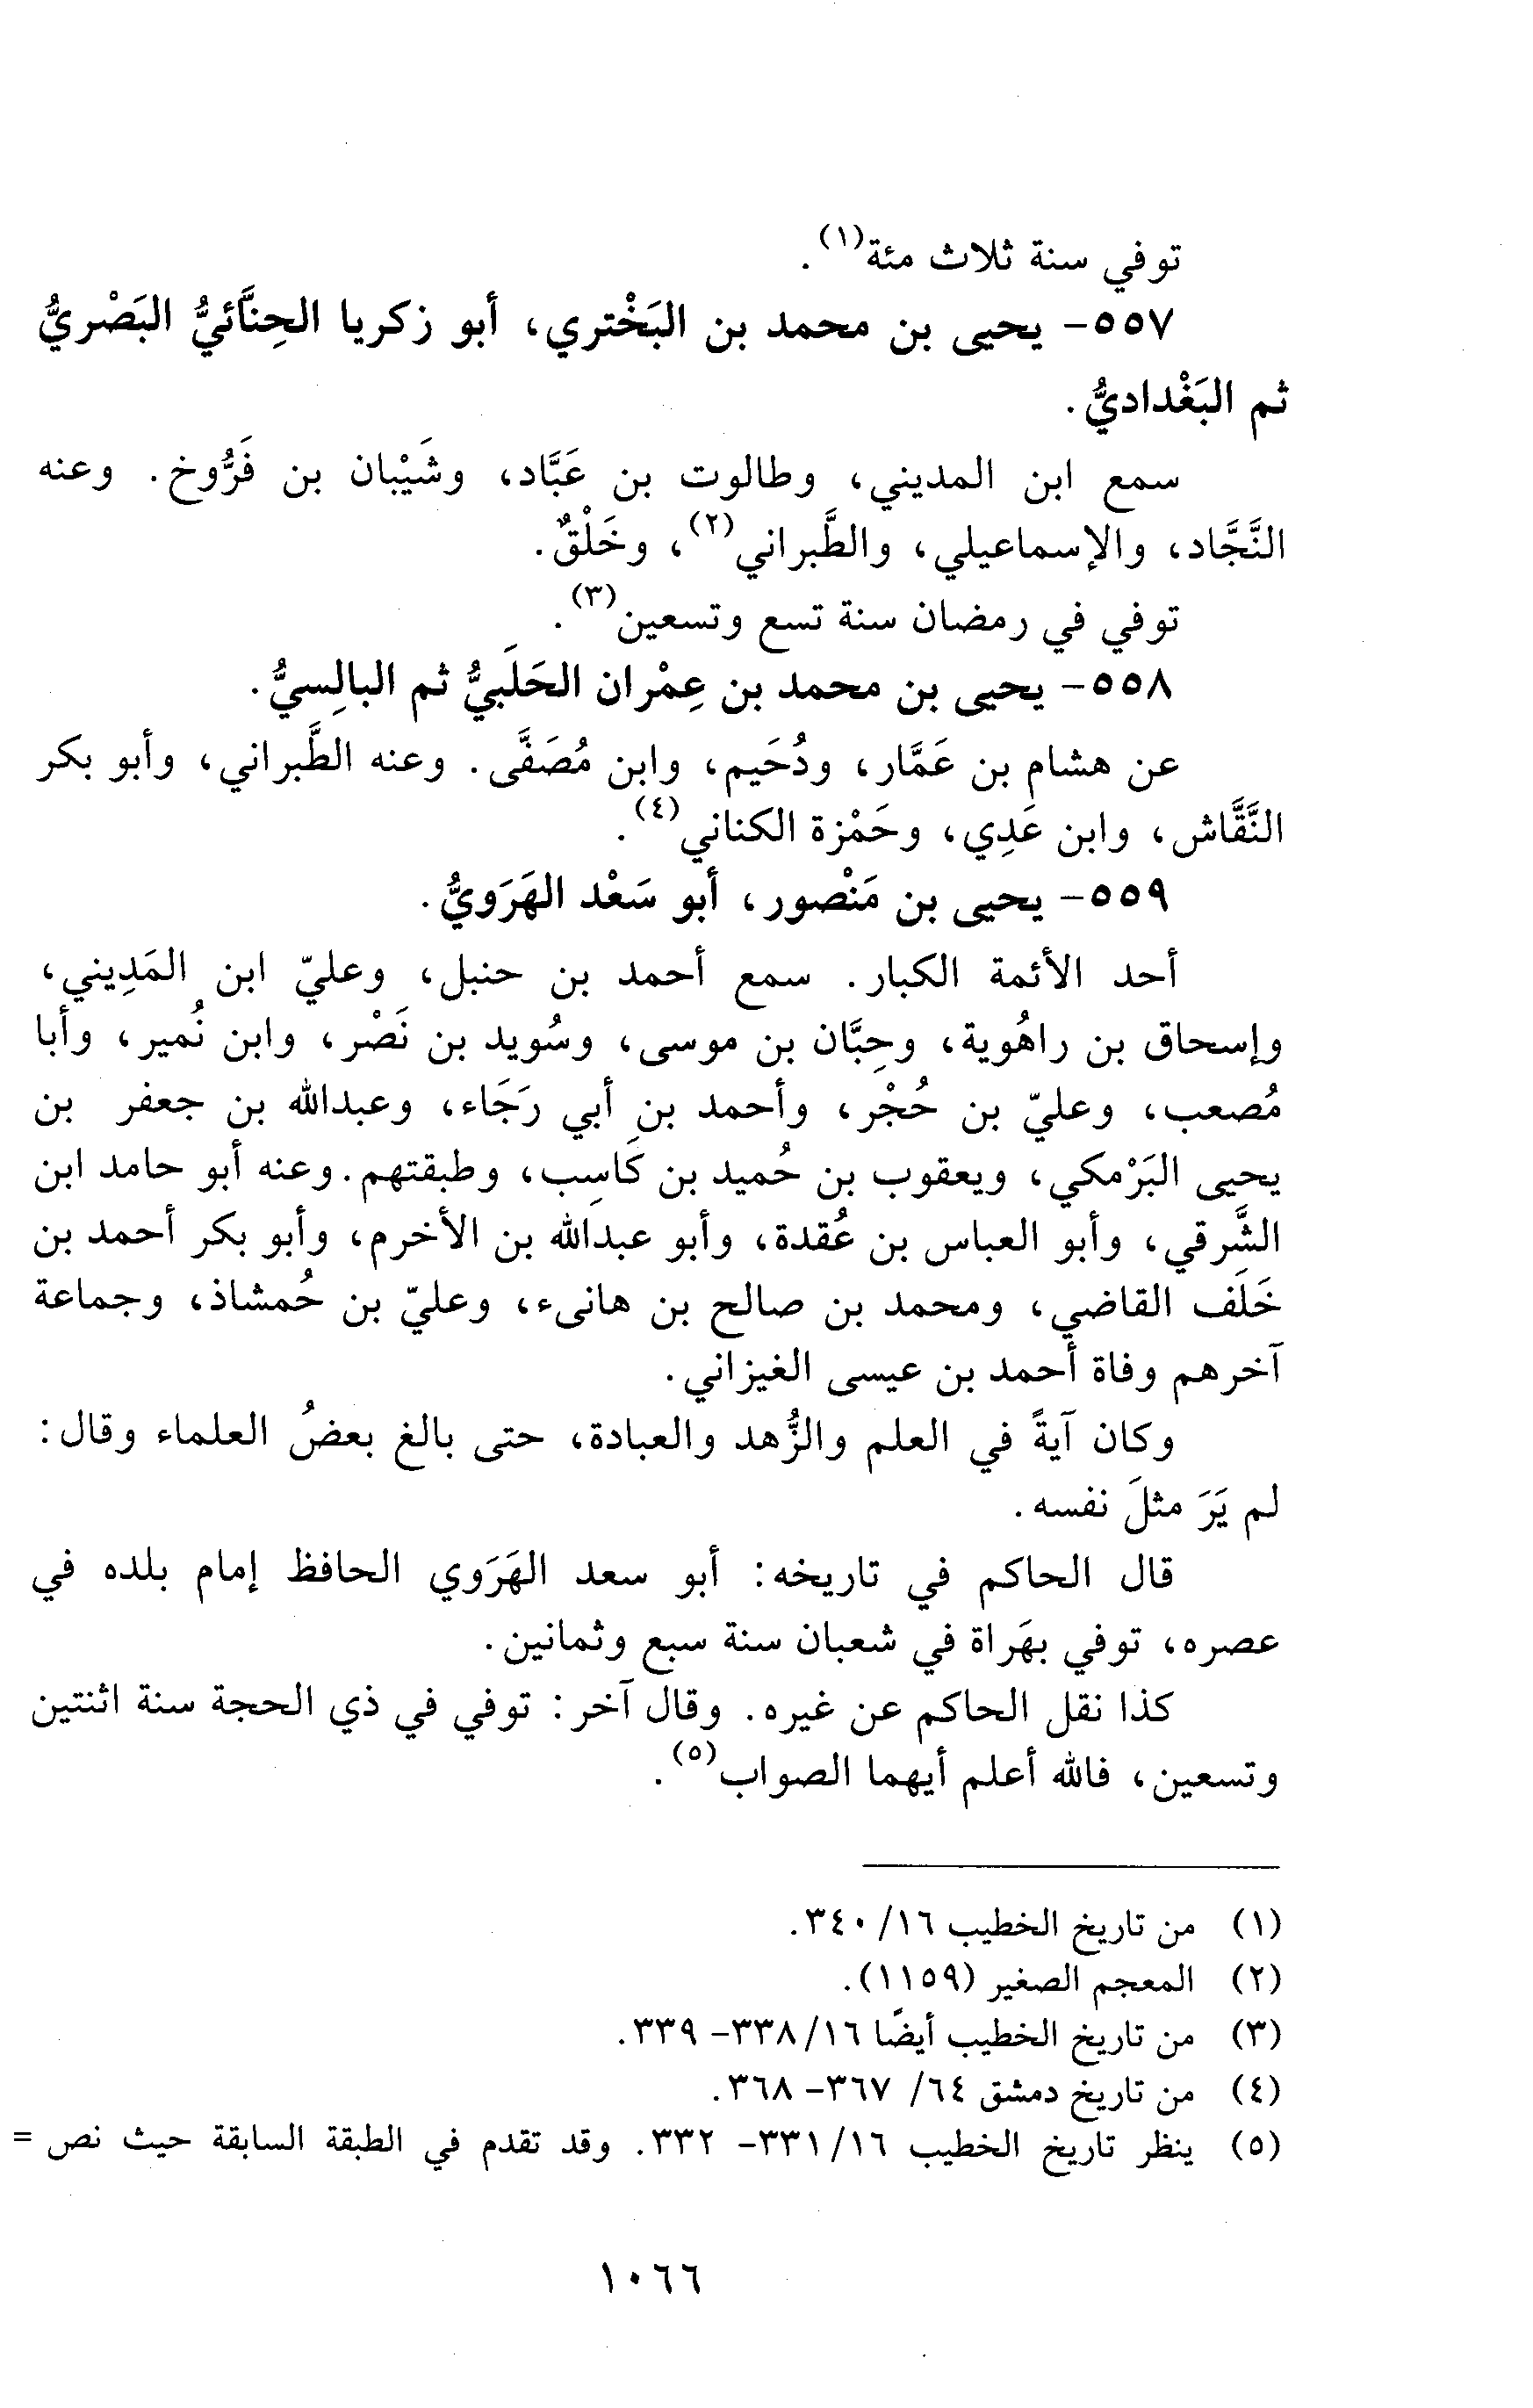 توفي سنة ثلاث مئة(١).
٥٥٧- يحيى بن محمد بن البَخْتري، أبو زكريا الحِنَّائيُّ البَصْريُّ
ثم البَغْداديُّ.
سمع ابن المديني، وطالوت بن عَبَّاد، وشَيْبان بن فَرُّوخ. وعنه
النَّجَّاد، والإسماعيلي، والطَّبراني(٢)، وخَلْقٌ.
توفي في رمضان سنة تسع وتسعين(٣).
٥٥٨- يحيى بن محمد بن عِمْران الحَلَبيُّ ثم البالِسيُّ.
عن هشام بن عَمَّار، ودُحَيم، وابن مُصَفَّى. وعنه الطَّبراني، وأبو بكر
النَّقَّاش، وابن عَدِي، وحَمْزة الكناني(٤).
٥٥٩- يحيى بن مَنْصور، أبو سَعْد الهَرَويُّ.
أحد الأئمة الكبار. سمع أحمد بن حنبل، وعليّ ابن المَدِيني،
وإسحاق بن راهُوية، وحِبَّان بن موسى، وسُويد بن نَصْر، وابن نُمير، وأبا
مُصعب، وعليّ بن حُجْر، وأحمد بن أبي رَجَاء، وعبدالله بن جعفر بن
يحيى البَرْمكي، ويعقوب بن حُميد بن كَاسِب، وطبقتهم. وعنه أبو حامد ابن
الشَّرقي، وأبو العباس بن عُقدة، وأبو عبدالله بن الأخرم، وأبو بكر أحمد بن
خَلَف القاضي، ومحمد بن صالح بن هانىء، وعليّ بن حُمشاذ، وجماعة
آخرهم وفاة أحمد بن عيسى الغيزاني.
وكان آيةً في العلم والزُّهد والعبادة، حتى بالغ بعضُ العلماء وقال:
لم يَرَ مثلَ نفسه.
قال الحاكم في تاريخه: أبو سعد الهَرَوي الحافظ إمام بلده في
عصره، توفي بهَراة في شعبان سنة سبع وثمانين.
كذا نقل الحاكم عن غيره. وقال آخر: توفي في ذي الحجة سنة اثنتين
وتسعين، فالله أعلم أيهما الصواب(٥).
(١) من تاريخ الخطيب ١٦/ ٣٤٠.
(٢) المعجم الصغير (١١٥٩).
(٣) من تاريخ الخطيب أيضًا ١٦/ ٣٣٨- ٣٣٩.
(٤) من تاريخ دمشق ٦٤/ ٣٦٧- ٣٦٨.
(٥) ينظر تاريخ الخطيب ١٦/ ٣٣١- ٣٣٢. وقد تقدم في الطبقة السابقة حيث نص =
١٠٦٦